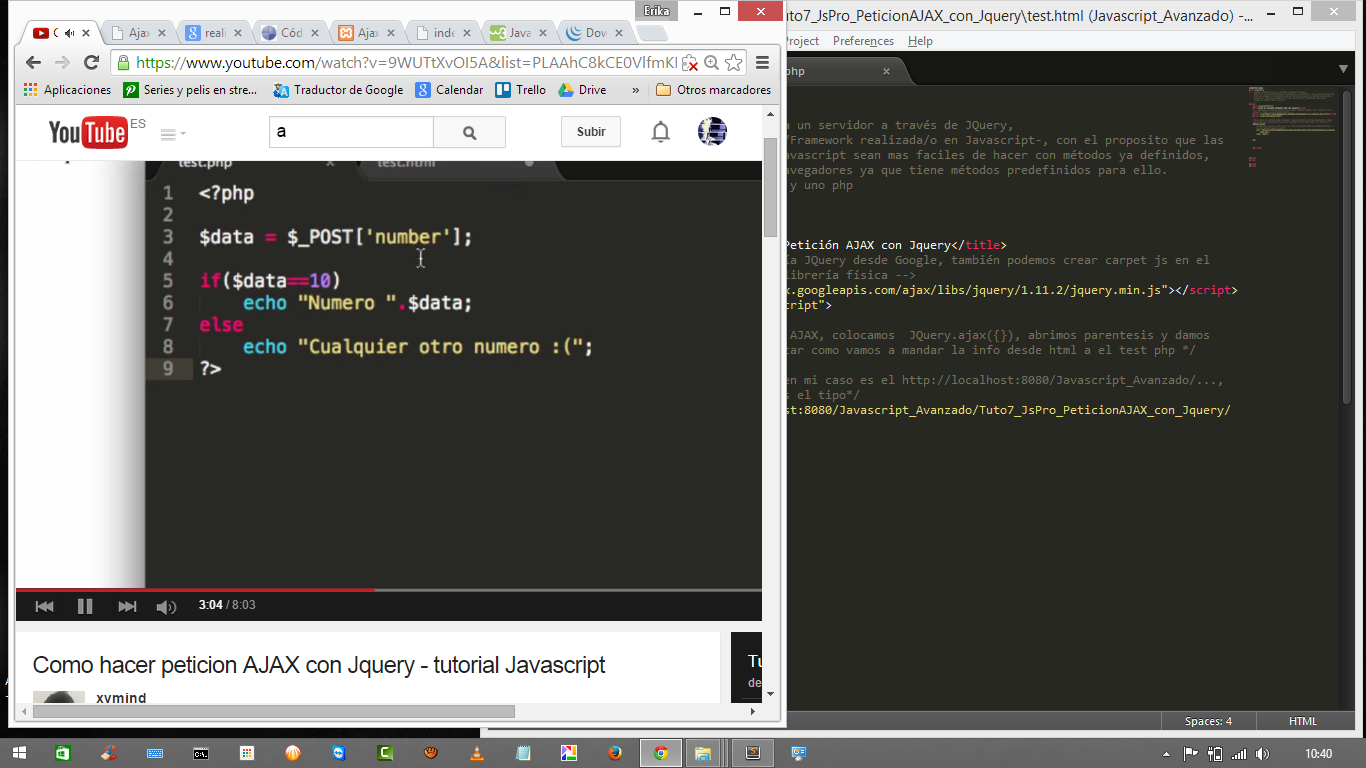 Erika
Ajax
reali
Cód
Ajax
inde
Java
Dow
https://www.youtube.com/watch?v=9WUTtXvOI5A&list=PLAAhC8kCE0VlfmKl
Aplicaciones
Series y pelis en stre...
Traductor de Google
Calendar
Trello
Drive
»
Otros marcadores
YouTube ES
a
Subir
test.php
test.html
1 <?php
2
3 $data = $_POST['number'];
4
5 if($data==10)
6 echo "Numero ".$data;
7 else
8 echo "Cualquier otro numero :(";
9 ?>
3:04 / 8:03
Como hacer peticion AJAX con Jquery - tutorial Javascript
xvmind
Tu
de
uto7_JsPro_PeticionAJAX_con_Jquery\test.html (Javascript_Avanzado) -...
Project Preferences Help
php
a un servidor a través de JQuery,
/framework realizada/o en Javascript-, con el proposito que las
avascript sean mas faciles de hacer con métodos ya definidos,
avegadores ya que tiene métodos predefinidos para ello.
y uno php
Petición AJAX con Jquery</title>
ía JQuery desde Google, también podemos crear carpet js en el
librería física -->
x.googleapis.com/ajax/libs/jquery/1.11.2/jquery.min.js"></script>
cript">
AJAX, colocamos JQuery.ajax({}), abrimos parentesis y damos
tar como vamos a mandar la info desde html a el test php */
en mi caso es el http://localhost:8080/Javascript_Avanzado/...,
s el tipo*/
st:8080/Javascript_Avanzado/Tuto7_JsPro_PeticionAJAX_con_Jquery/
Spaces: 4
HTML
10:40